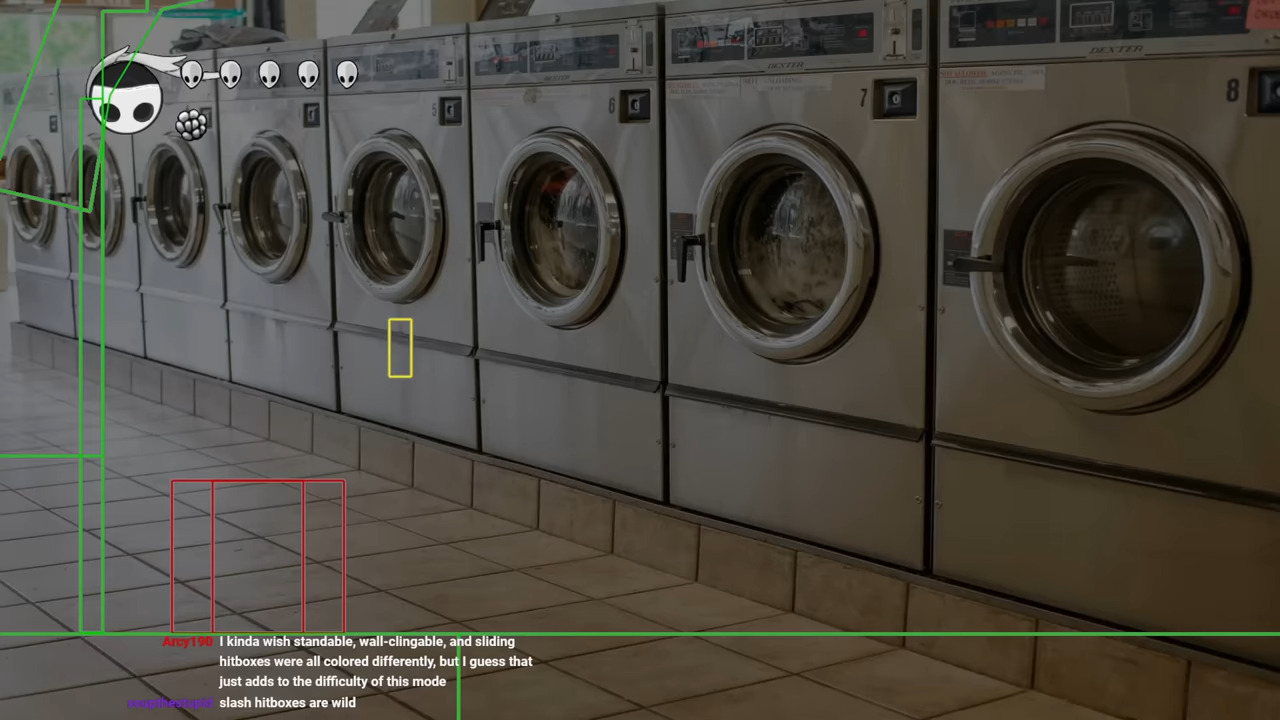 DEXTER
DEXTER
5
6
7
8
Arcy190 I kinda wish standable, wall-clingable, and sliding
hitboxes were all colored differently, but I guess that
just adds to the difficulty of this mode
slash hitboxes are wild